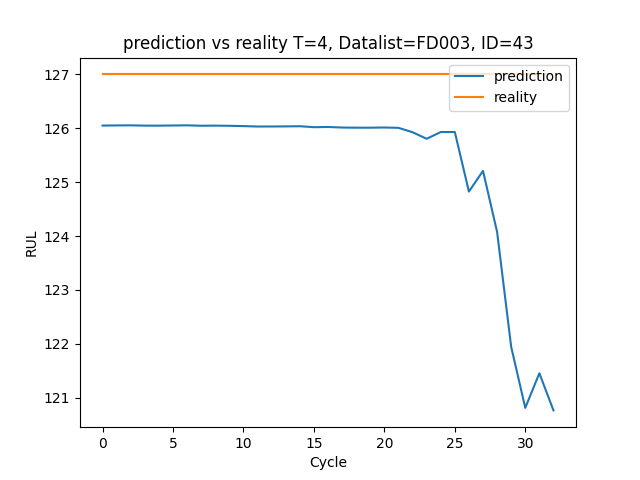 prediction vs reality T=4, Datalist=FD003, ID=43
127
126
125
124
123
122
121
RUL
prediction
reality
0 5 10 15 20 25 30
Cycle